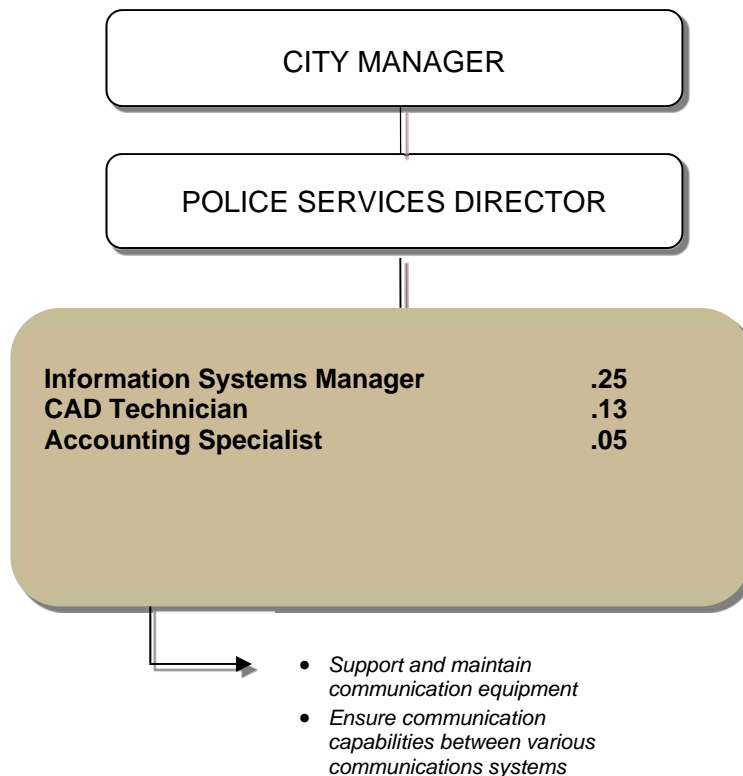 CITY MANAGER
POLICE SERVICES DIRECTOR
Information Systems Manager .25
CAD Technician .13
Accounting Specialist .05
• Support and maintain
communication equipment
• Ensure communication
capabilities between various
communications systems